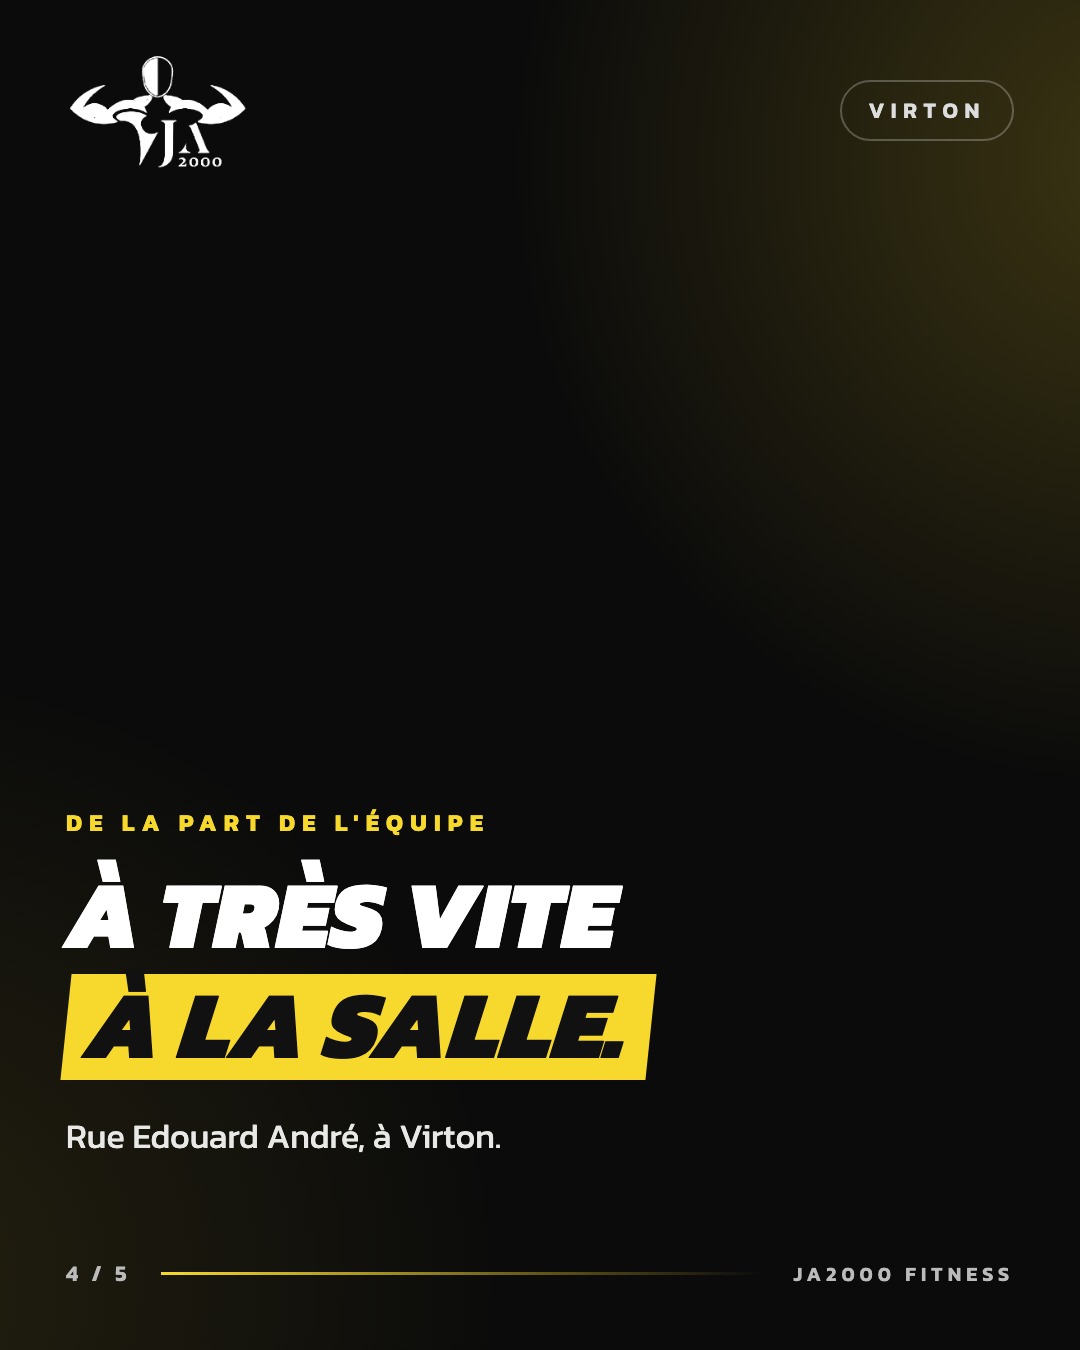 JA
2000
VIRTON
DE LA PART DE L'ÉQUIPE
À TRÈS VITE
À LA SALLE.
Rue Edouard André, à Virton.
4 / 5
JA2000 FITNESS